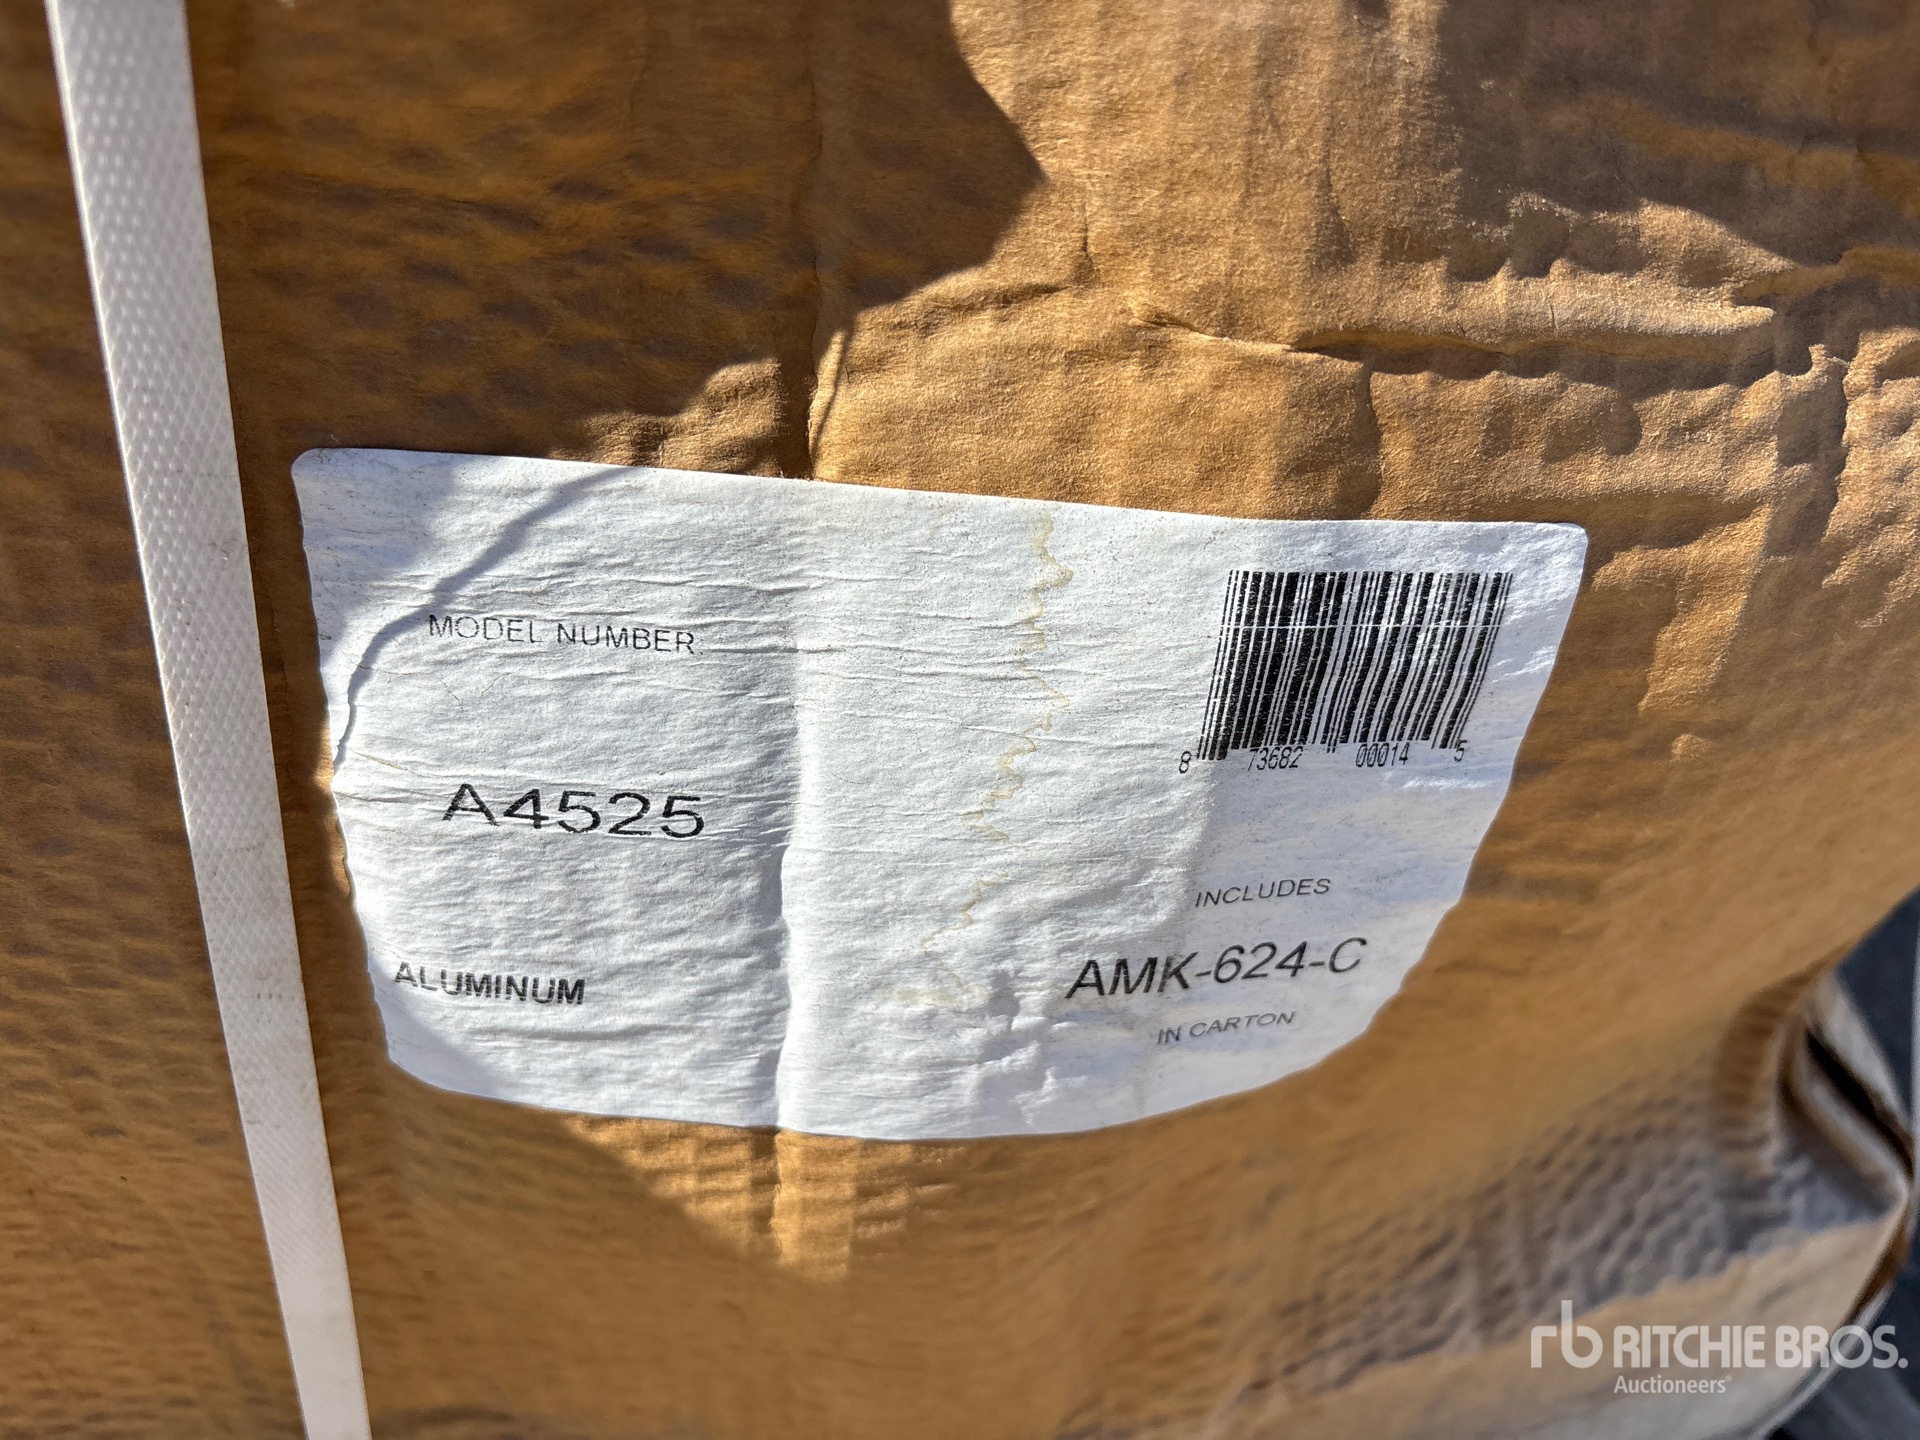 MODEL NUMBER
A4525
ALUMINUM
8 73682 00014 5
INCLUDES
AMK-624-C
IN CARTON
rb RITCHIE BROS.
Auctioneers